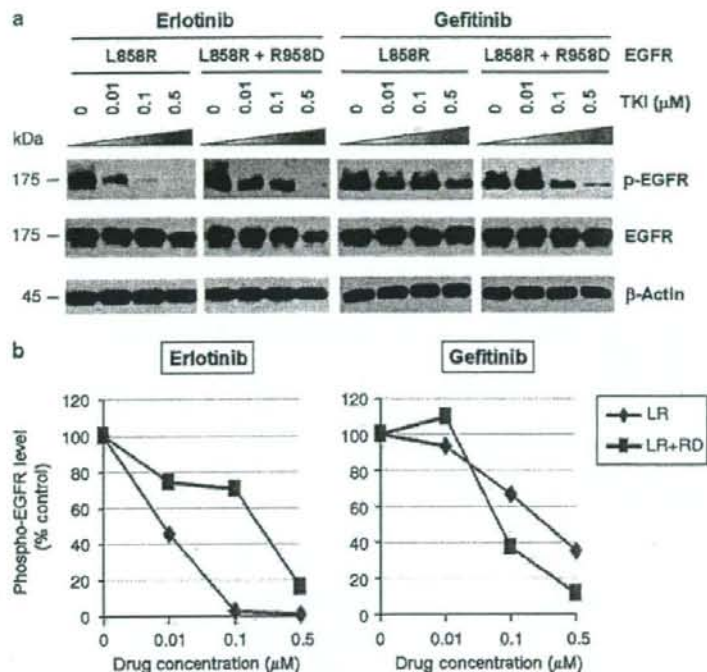 a
Erlotinib Gefitinib
L858R L858R + R958D L858R L858R + R958D EGFR
0 0.01 0.1 0.5 0 0.01 0.1 0.5 0 0.01 0.1 0.5 0 0.01 0.1 0.5 TKI (μM)
kDa
175 p-EGFR
175 EGFR
45 β-Actin
b
Erlotinib Gefitinib
Phospho-EGFR level
(% control)
120 120
100 100
80 80
60 60
40 40
20 20
0 0
0 0.01 0.1 0.5 0 0.01 0.1 0.5
Drug concentration (μM) Drug concentration (μM)
LR
LR+RD